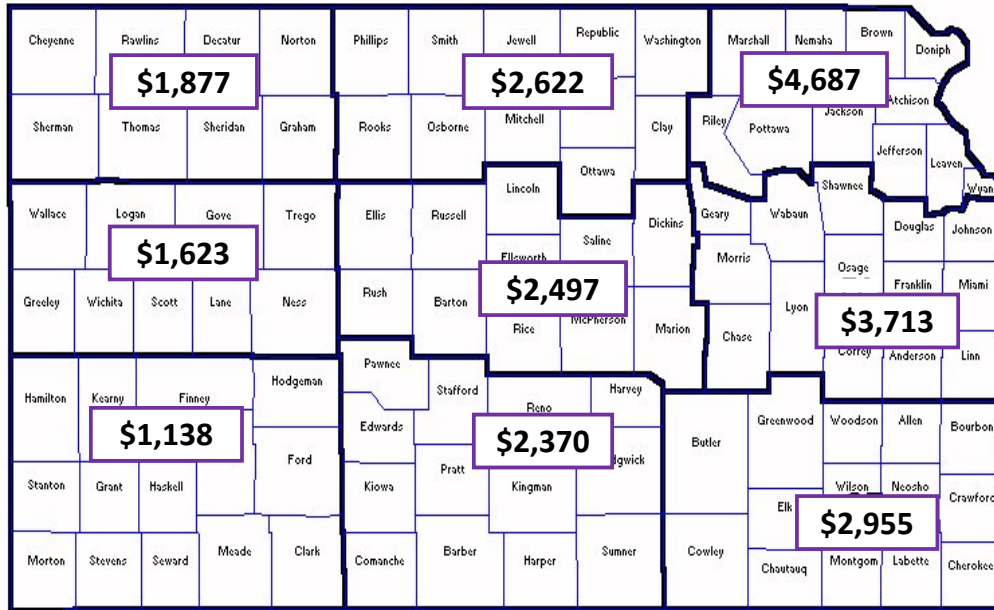 Cheyenne Rawlins Decatur Norton Phillips Smith Jewell Republic Washington Marshall Nemaha Brown Doniph
$1,877 $2,622 $4,687
Sherman Thomas Sheridan Graham Rooks Osborne Mitchell Clay Riley Pottawa Jackson Atchison
Ottawa Jefferson Leaven Wyan
Wallace Logan Gove Trego Ellis Russell Lincoln Dickins Geary Wabaun Shawnee Douglas Johnson
$1,623 Ellsworth Saline Morris Osage
Greeley Wichita Scott Lane Ness Rush Barton $2,497 Lyon Franklin Miami
Rice McPherson Marion Chase $3,713
Anderson Linn
Hamilton Kearny Finney Hodgeman Pawnee Stafford Reno Harvey Greenwood Woodson Allen Bourbon
$1,138 Edwards $2,370 Butler
Ford Pratt dgwick
Stanton Grant Haskell Kiowa Kingman Elk Wilson Neosho Crawford
$2,955
Morton Stevens Seward Meade Clark Comanche Barber Harper Sumner Cowley Chautauq Montgom Labette Cherokee